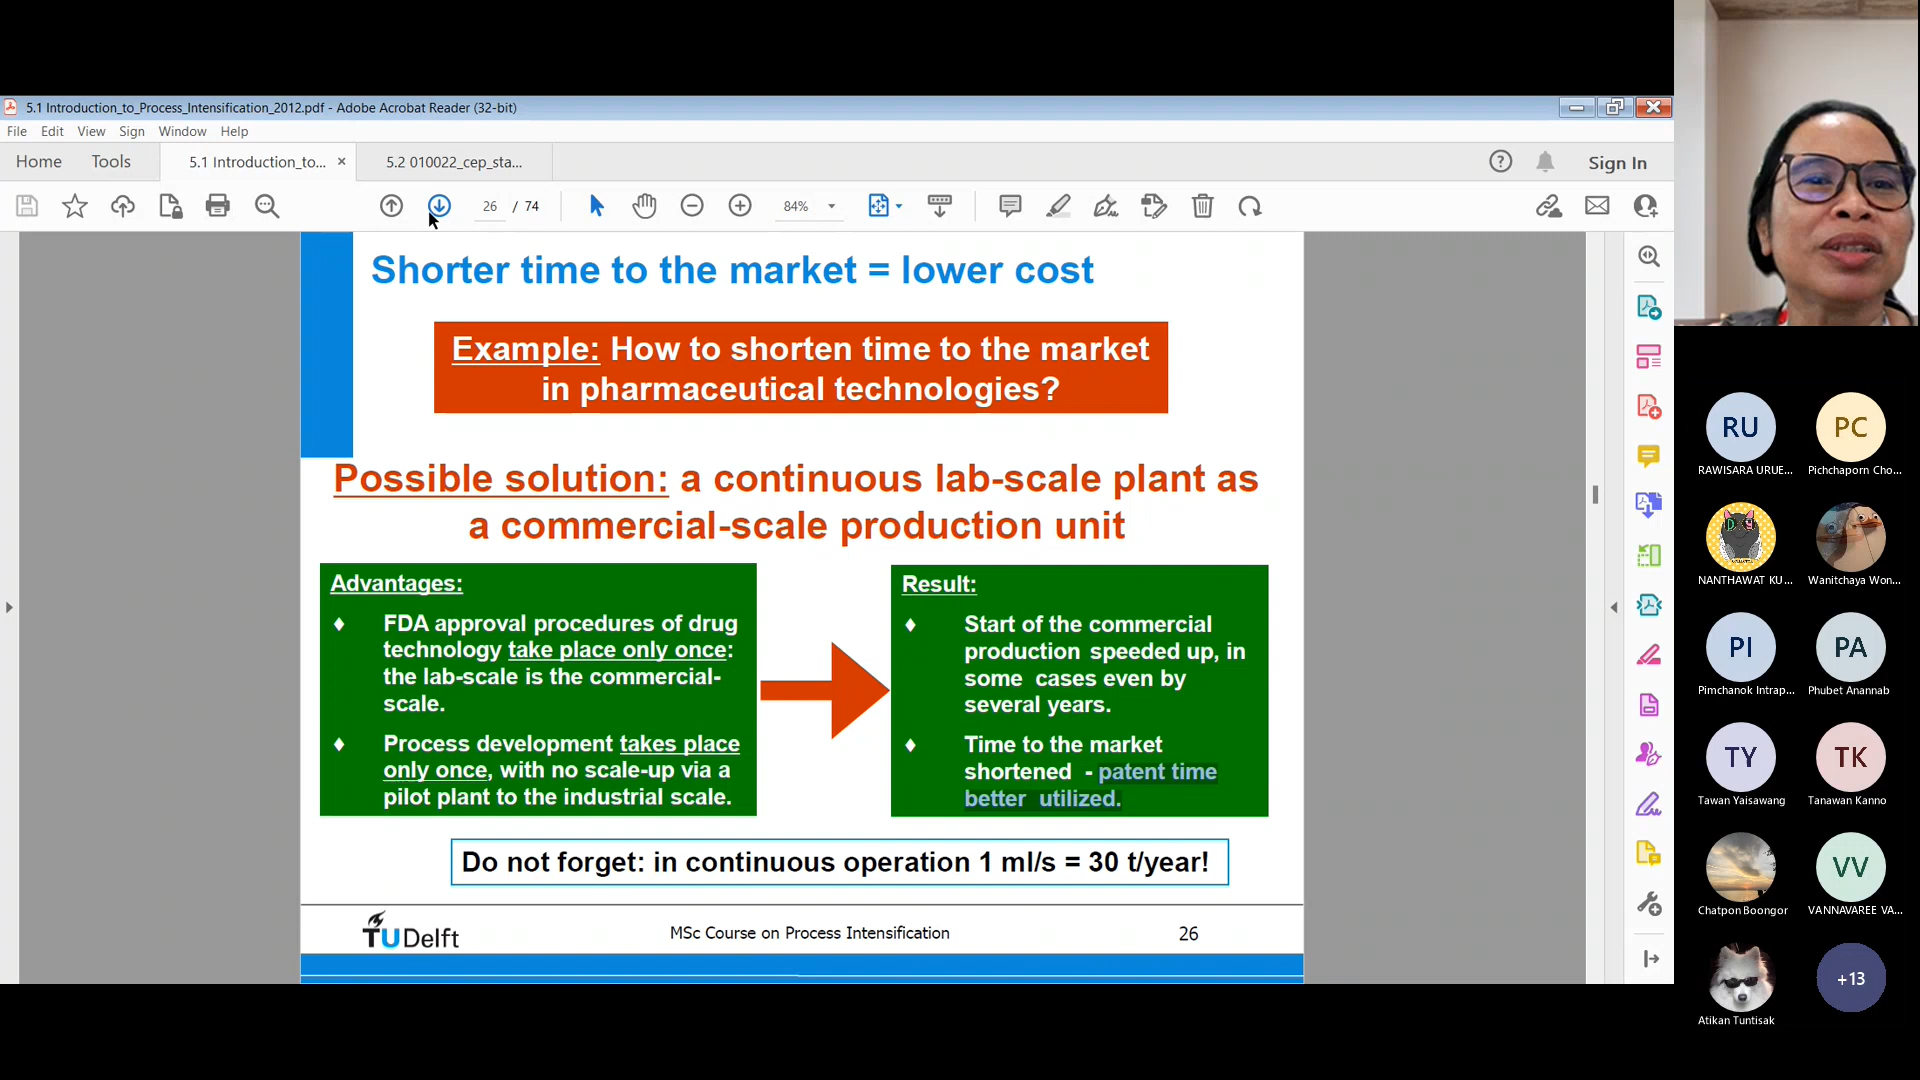 5.1 Introduction_to_Process_Intensification_2012.pdf - Adobe Acrobat Reader (32-bit)
File Edit View Sign Window Help
Home Tools 5.1 Introduction_to... × 5.2 010022_cep_sta... Sign In
26 / 74 84%
Shorter time to the market = lower cost
Example: How to shorten time to the market
in pharmaceutical technologies?
Possible solution: a continuous lab-scale plant as
a commercial-scale production unit
Advantages:
♦ FDA approval procedures of drug
technology take place only once:
the lab-scale is the commercial-
scale.
♦ Process development takes place
only once, with no scale-up via a
pilot plant to the industrial scale.
Result:
♦ Start of the commercial
production speeded up, in
some cases even by
several years.
♦ Time to the market
shortened - patent time
better utilized.
Do not forget: in continuous operation 1 ml/s = 30 t/year!
TUDelft MSc Course on Process Intensification 26
RU PC
RAWISARA URUE... Pichchaporn Cho...
NANTHAWAT KU... Wanitchaya Won...
PI PA
Pimchanok Intrap... Phubet Anannab
TY TK
Tawan Yaisawang Tanawan Kanno
VV
Chatpon Boongor VANNAVAREE VA...
+13
Atikan Tuntisak